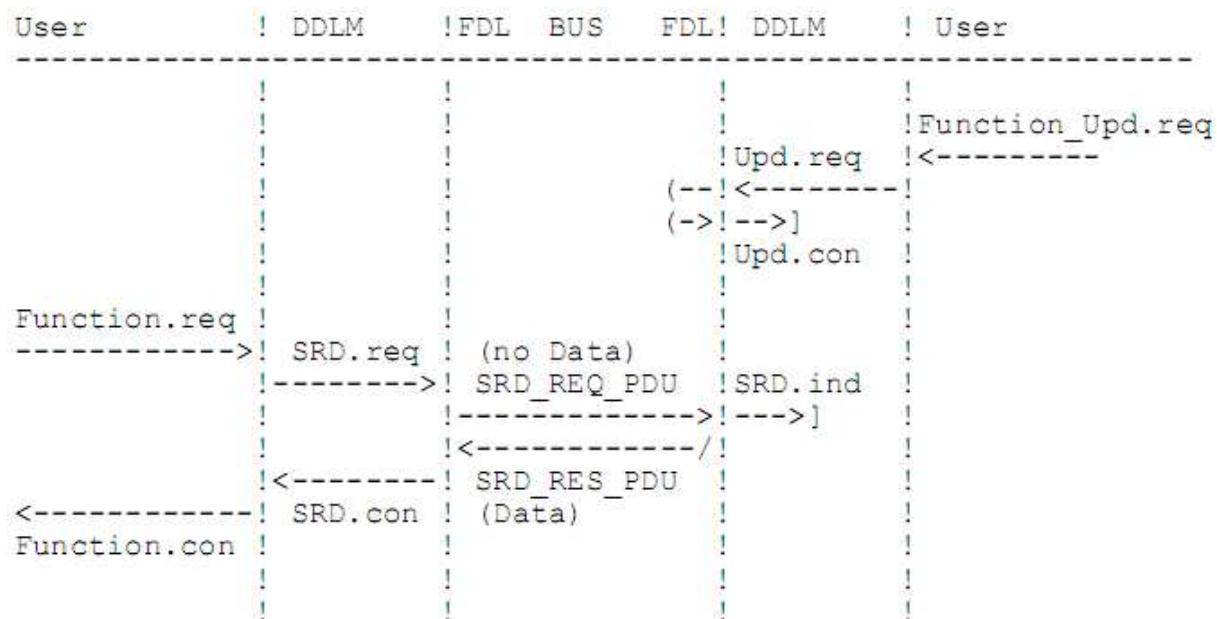 User ! DDLM !FDL BUS FDL! DDLM ! User
-----------------------------------------------------------------
! ! ! !
! ! ! !Function_Upd.req
! ! !Upd.req !<---------
! ! (--!<--------!
! ! (->!-->] !
! ! !Upd.con !
! ! ! !
Function.req ! ! ! !
------------>! SRD.req ! (no Data) ! !
!-------->! SRD_REQ_PDU !SRD.ind !
! !------------->!--->] !
! !<------------/! !
!<--------! SRD_RES_PDU ! !
<------------! SRD.con ! (Data) ! !
Function.con ! ! ! !
! ! ! !
! ! ! !